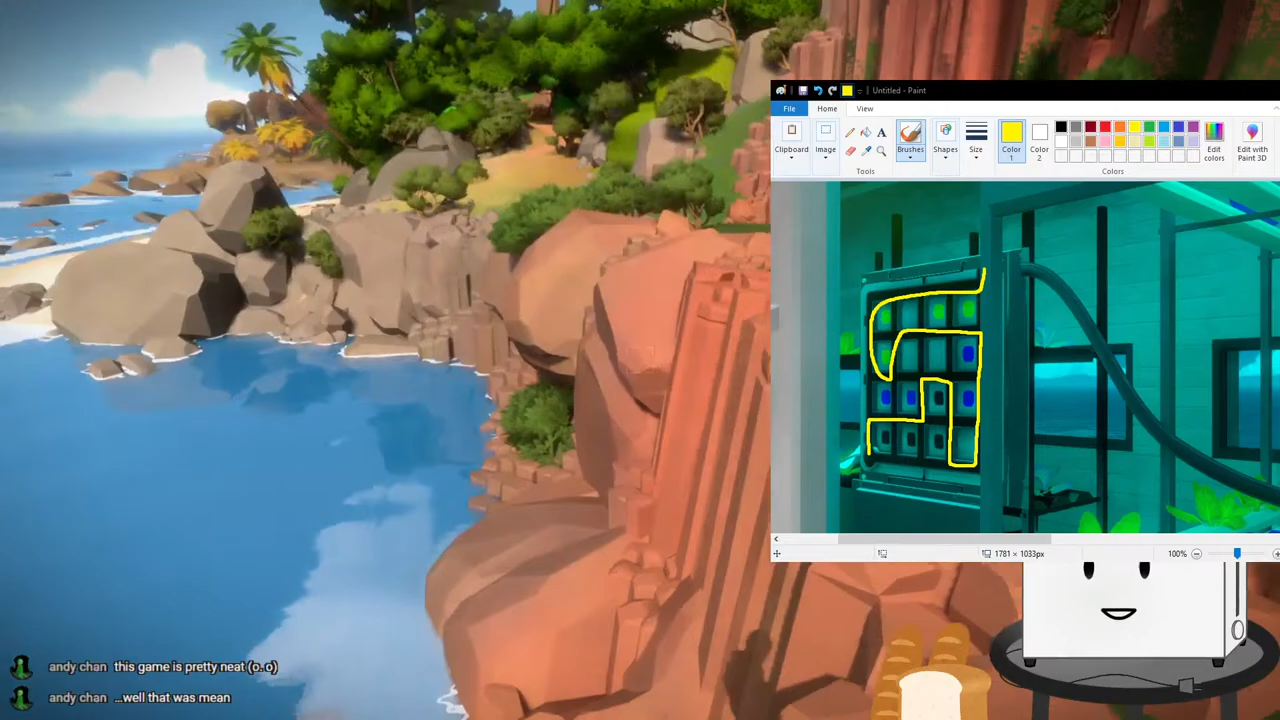 Untitled - Paint
File Home View
Clipboard
Image
A
Tools
Brushes
Shapes
Size
Color 1
Color 2
Edit colors
Colors
Edit with Paint 3D
1781 × 1033px
100%
andy chan this game is pretty neat (o. o)
andy chan ...well that was mean